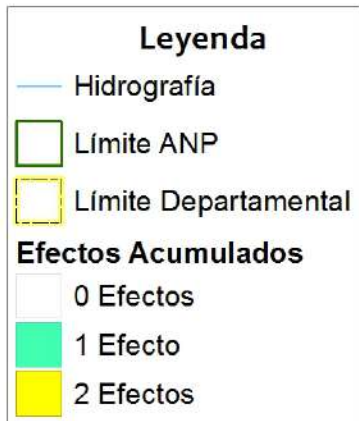 Leyenda
Hidrografía
Límite ANP
Límite Departamental
Efectos Acumulados
0 Efectos
1 Efecto
2 Efectos